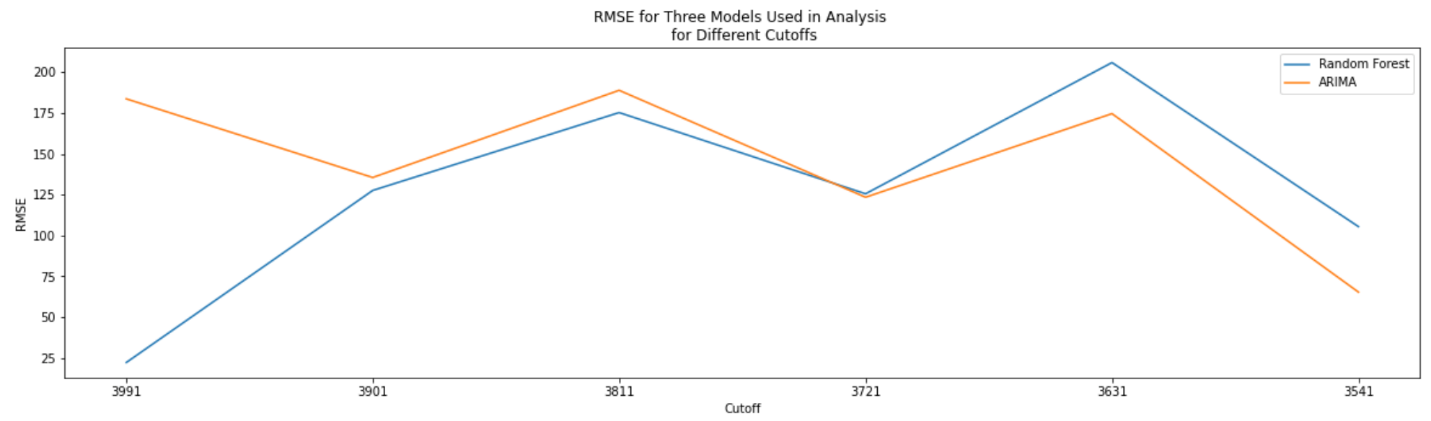 RMSE for Three Models Used in Analysis
for Different Cutoffs
Random Forest
ARIMA
200
175
150
125
100
75
50
25
RMSE
3991 3901 3811 3721 3631 3541
Cutoff